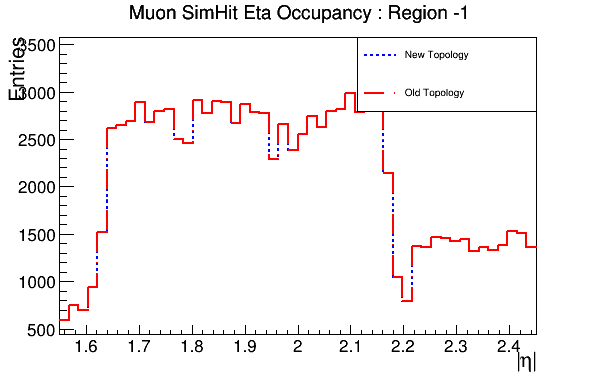 Muon SimHit Eta Occupancy : Region -1
Entries
3500
3000
2500
2000
1500
1000
500
New Topology
Old Topology
1.6 1.7 1.8 1.9 2 2.1 2.2 2.3 2.4
|η|